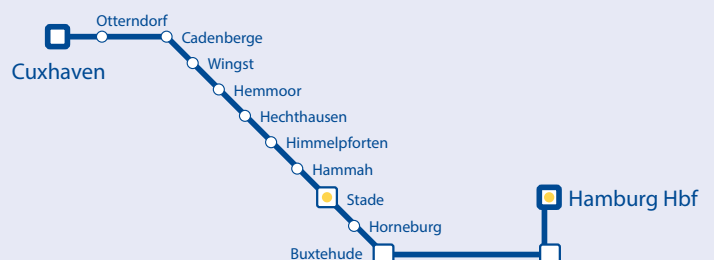 Otterndorf
Cadenberge
Cuxhaven
Wingst
Hemmoor
Hechthausen
Himmelpforten
Hammah
Stade
Hamburg Hbf
Horneburg
Buxtehude